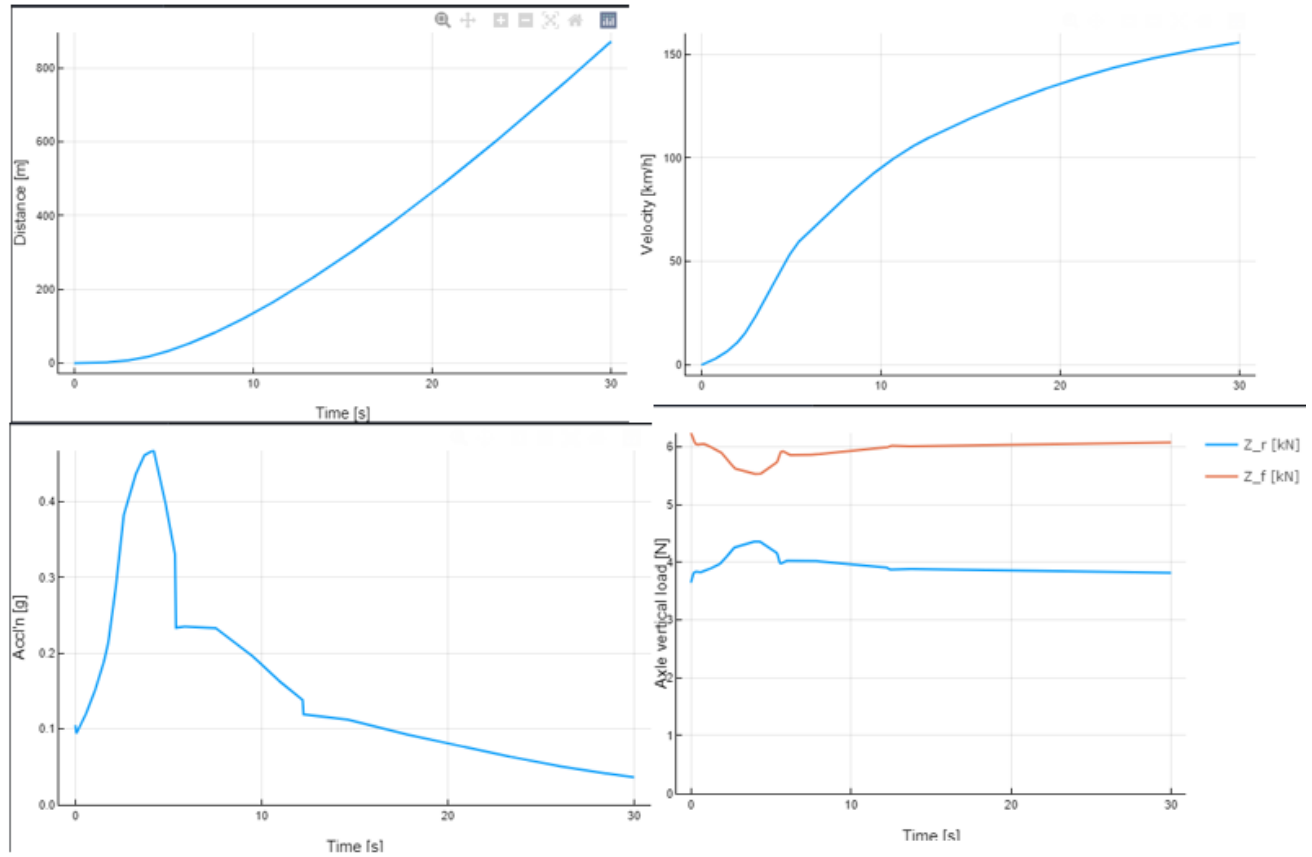 800
600
400
200
0
Distance [m]
0 10 20 30
Time [s]
150
100
50
0
Velocity [km/h]
0 10 20 30
0.4
0.3
0.2
0.1
0.0
Accl'n [g]
0 10 20 30
Time [s]
6
5
4
3
2
1
0
Axle vertical load [N]
0 10 20 30
Time [s]
Z_r [kN]
Z_f [kN]